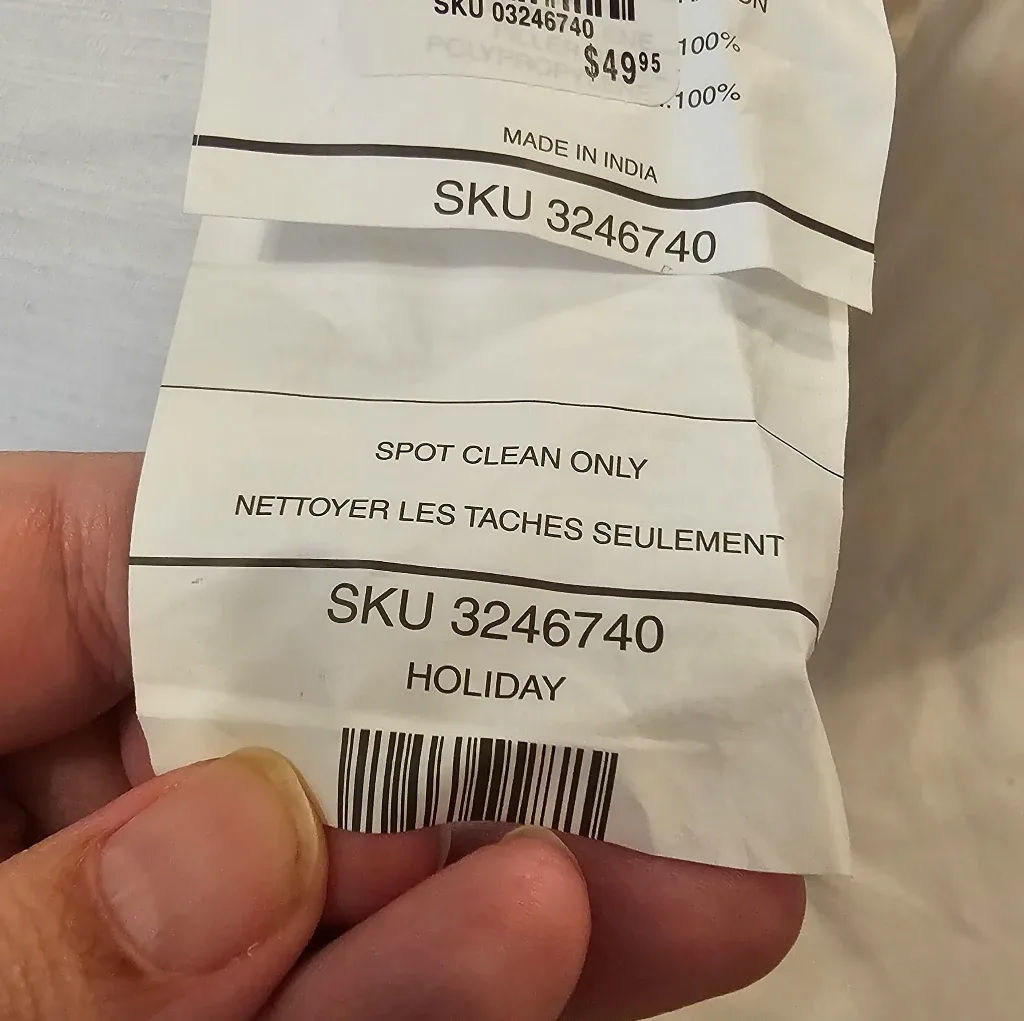 SKU 03246740
$49.95
100%
..100%
MADE IN INDIA
SKU 3246740
SPOT CLEAN ONLY
NETTOYER LES TACHES SEULEMENT
SKU 3246740
HOLIDAY